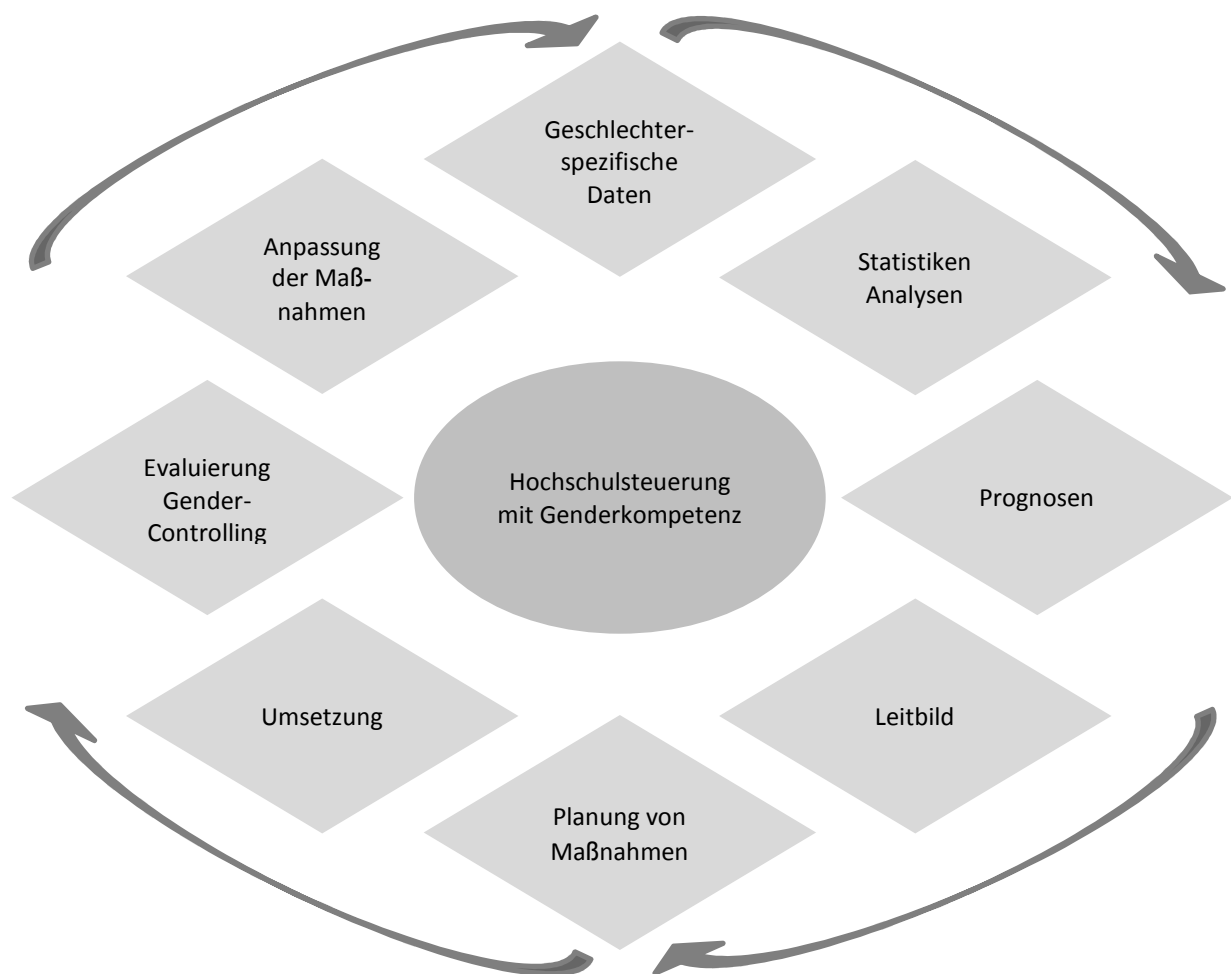 Geschlechter-
spezifische
Daten
Statistiken
Analysen
Prognosen
Leitbild
Planung von
Maßnahmen
Umsetzung
Evaluierung
Gender-
Controlling
Anpassung
der Maß-
nahmen
Hochschulsteuerung
mit Genderkompetenz